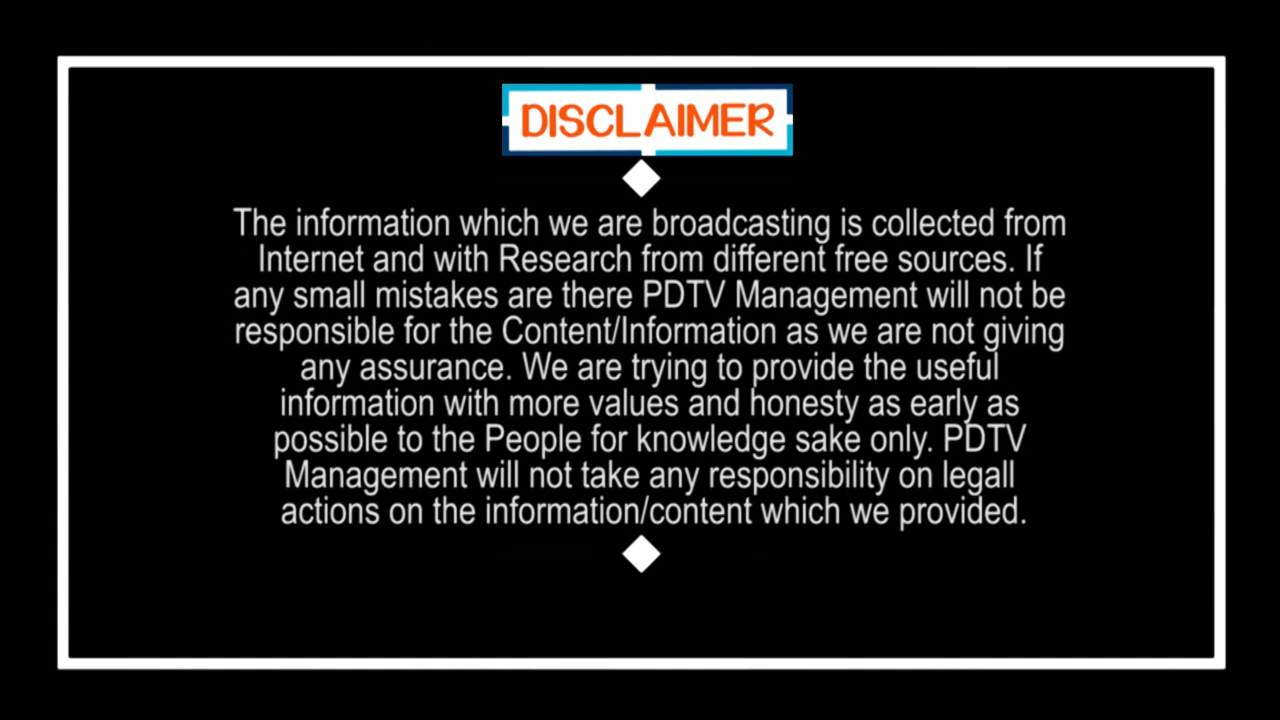 DISCLAIMER
The information which we are broadcasting is collected from
Internet and with Research from different free sources. If
any small mistakes are there PDTV Management will not be
responsible for the Content/Information as we are not giving
any assurance. We are trying to provide the useful
information with more values and honesty as early as
possible to the People for knowledge sake only. PDTV
Management will not take any responsibility on legall
actions on the information/content which we provided.